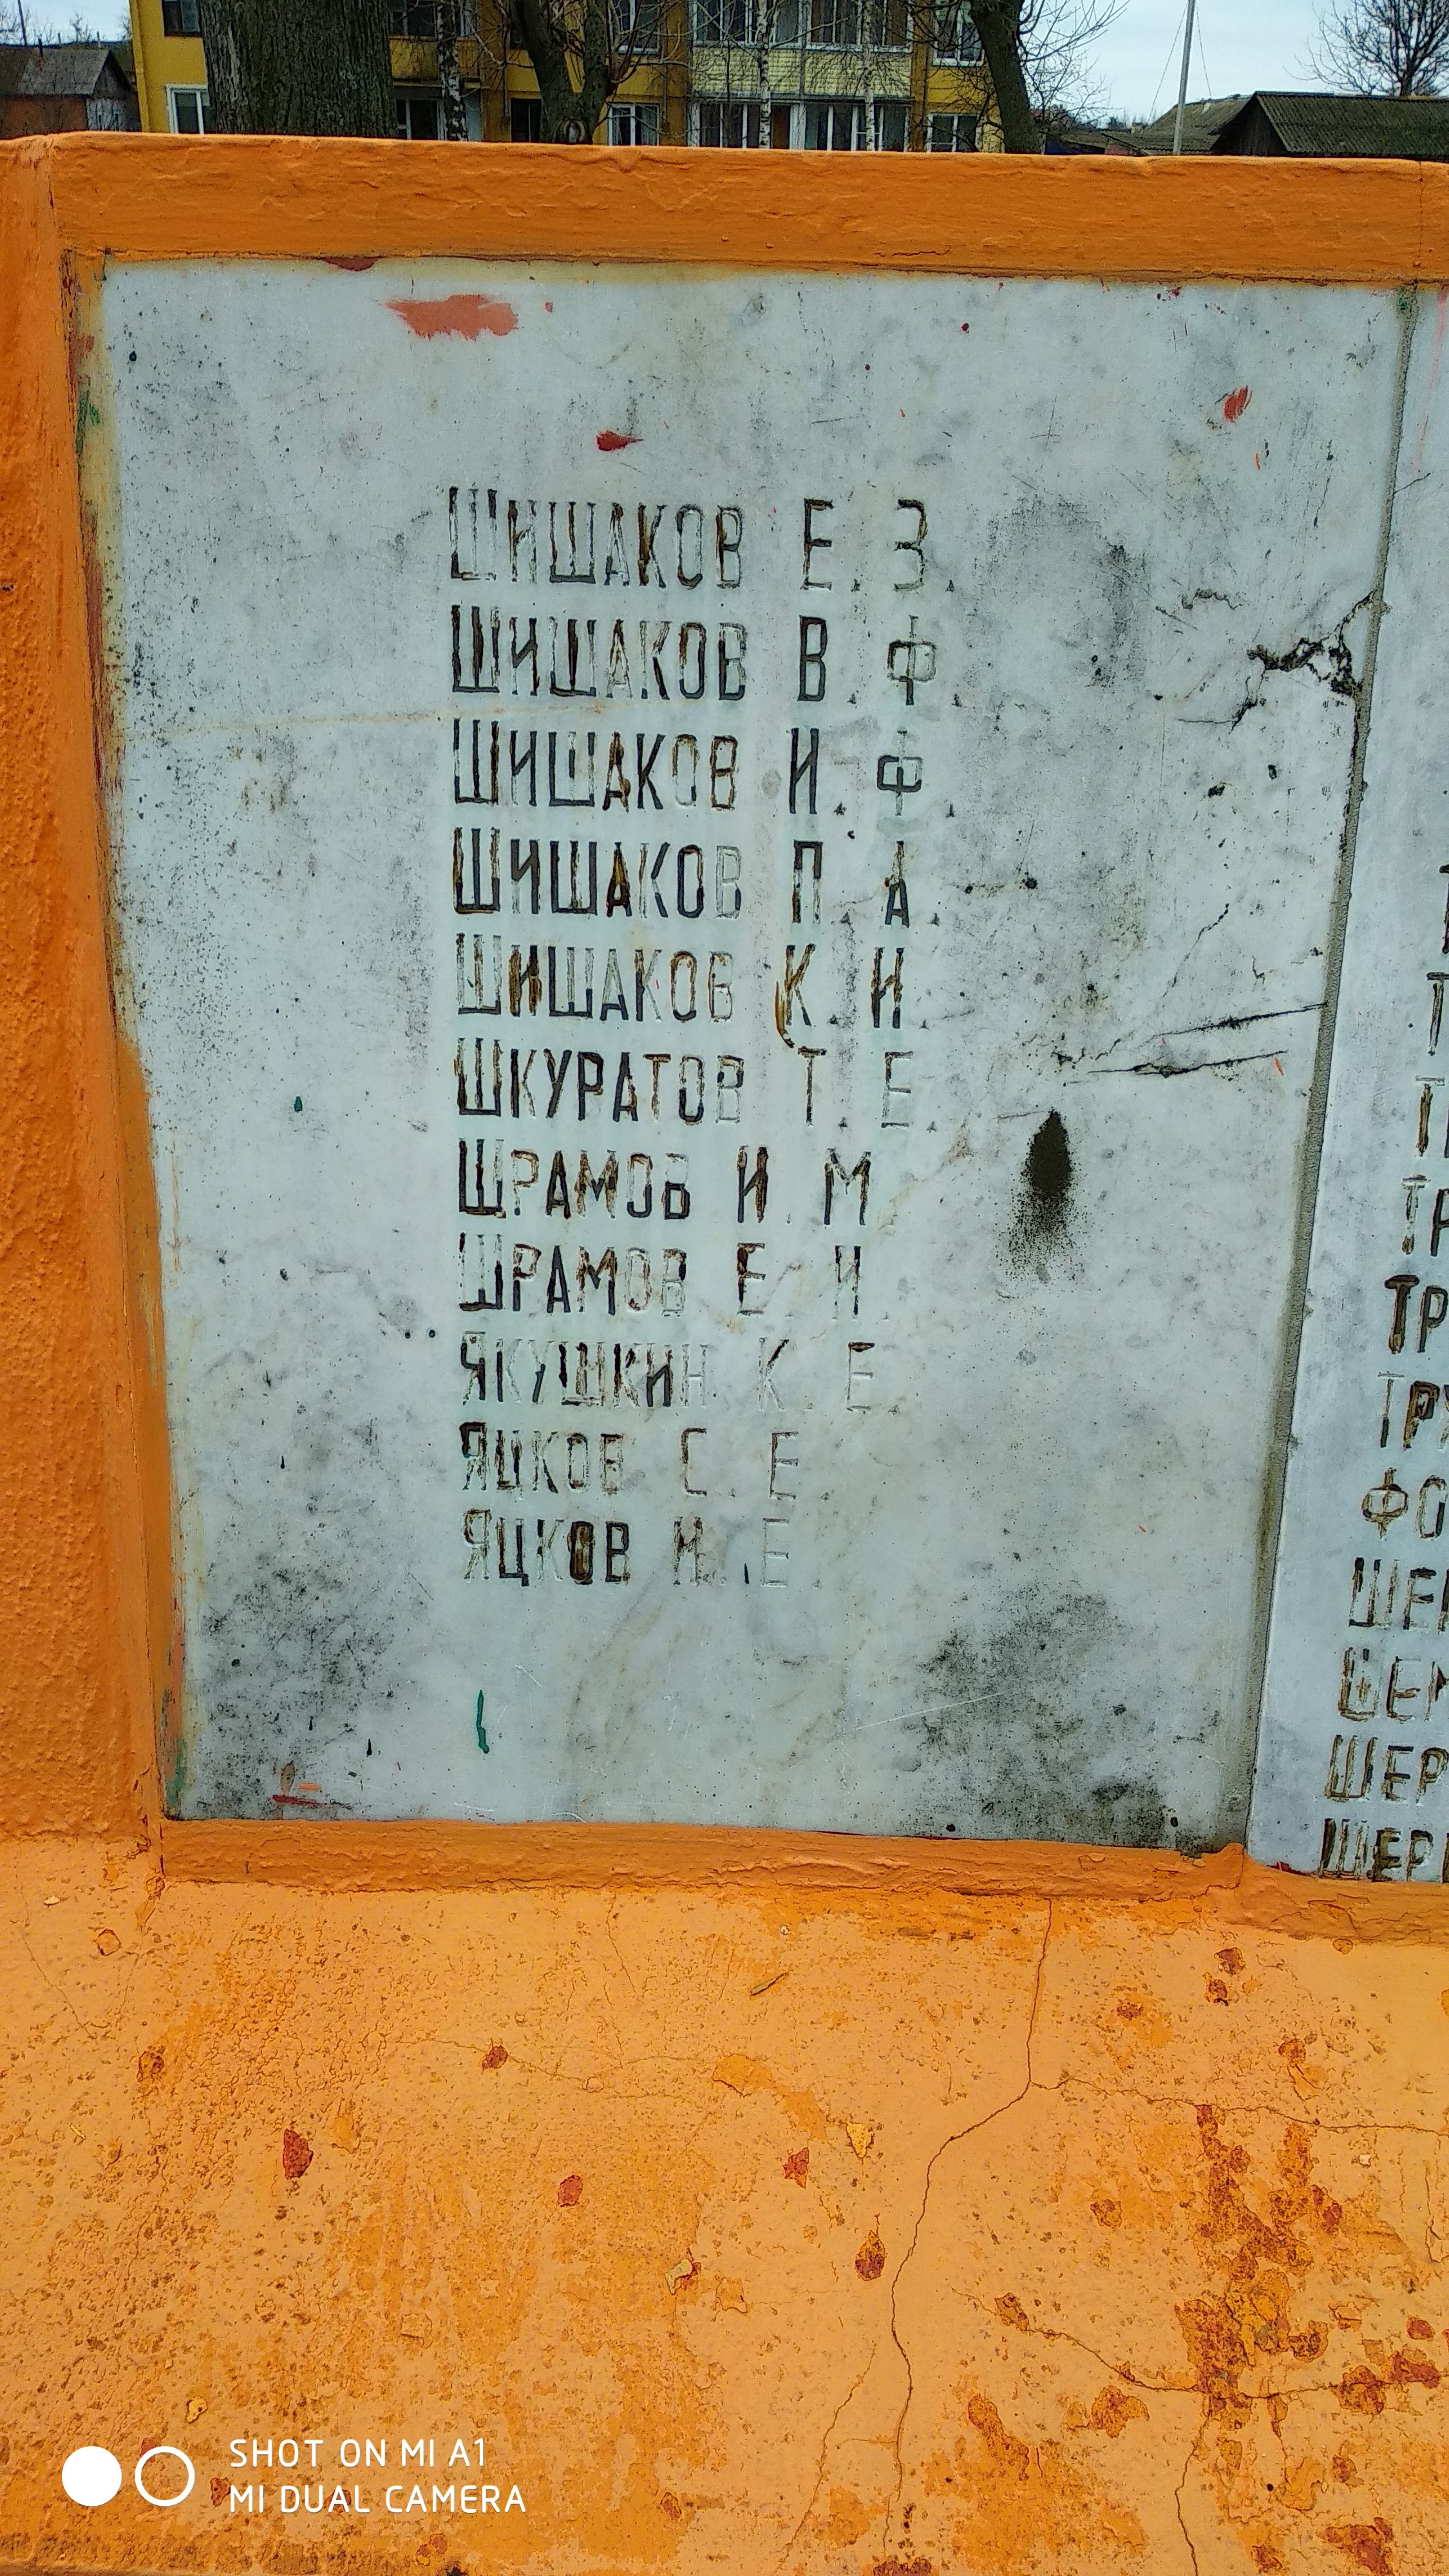 ШИШАКОВ Е. З.
ШИШАКОВ В. Ф.
ШИШАКОВ И. Ф.
ШИШАКОВ П. А.
ШИШАКОВ К. И.
ШКУРАТОВ Т. Е.
ШРАМОВ И. М
ШРАМОВ Е. И.
ЯКУШКИН К. Е.
ЯЦКОВ С. Е.
ЯЦКОВ И. Е.
SHOT ON MI A1
MI DUAL CAMERA